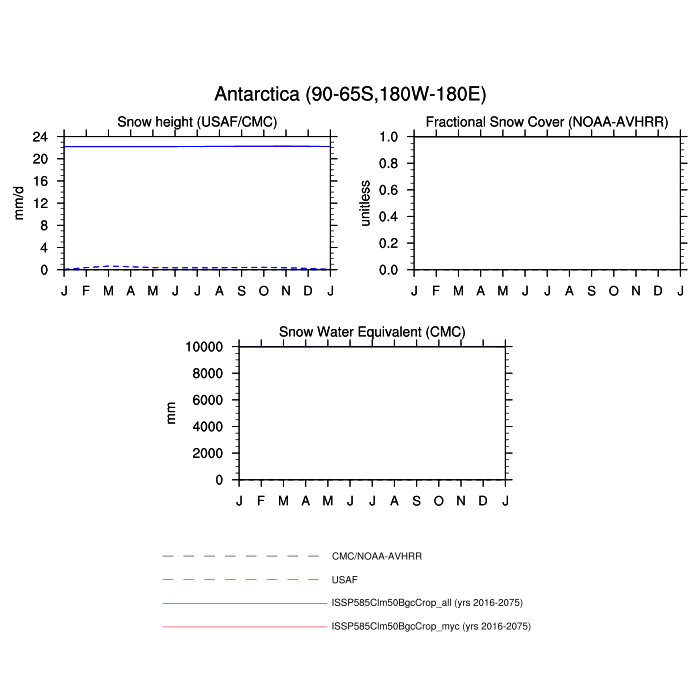 Antarctica (90-65S,180W-180E)
Snow height (USAF/CMC)
mm/d
24
20
16
12
8
4
0
J F M A M J J A S O N D J
Fractional Snow Cover (NOAA-AVHRR)
unitless
1.0
0.8
0.6
0.4
0.2
0.0
J F M A M J J A S O N D J
Snow Water Equivalent (CMC)
mm
10000
8000
6000
4000
2000
0
J F M A M J J A S O N D J
CMC/NOAA-AVHRR
USAF
ISSP585Clm50BgcCrop_all (yrs 2016-2075)
ISSP585Clm50BgcCrop_myc (yrs 2016-2075)